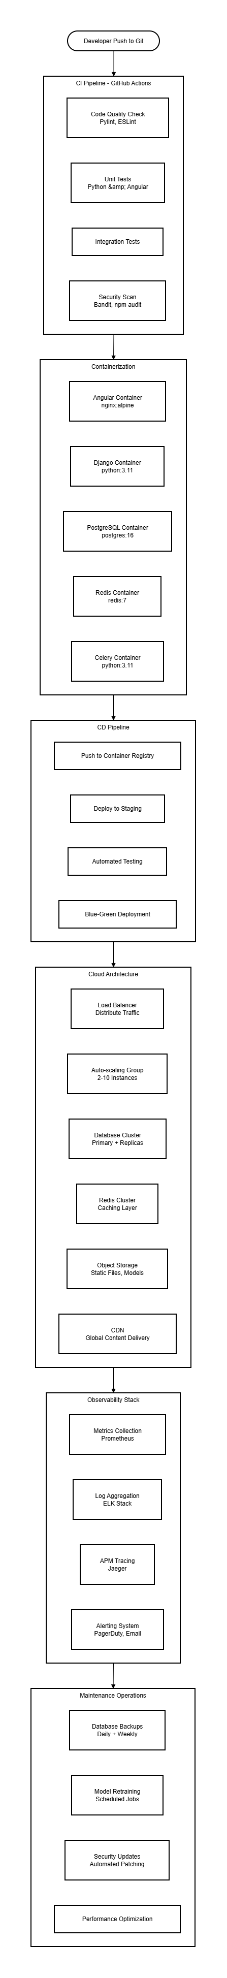 Developer Push to Git
CI Pipeline - GitHub Actions
Code Quality Check
Pylint, ESLint
Unit Tests
Python &amp; Angular
Integration Tests
Security Scan
Bandit, npm audit
Containerization
Angular Container
nginx:alpine
Django Container
python:3.11
PostgreSQL Container
postgres:16
Redis Container
redis:7
Celery Container
python:3.11
CD Pipeline
Push to Container Registry
Deploy to Staging
Automated Testing
Blue-Green Deployment
Cloud Architecture
Load Balancer
Distribute Traffic
Auto-scaling Group
2-10 Instances
Database Cluster
Primary + Replicas
Redis Cluster
Caching Layer
Object Storage
Static Files, Models
CDN
Global Content Delivery
Observability Stack
Metrics Collection
Prometheus
Log Aggregation
ELK Stack
APM Tracing
Jaeger
Alerting System
PagerDuty, Email
Maintenance Operations
Database Backups
Daily + Weekly
Model Retraining
Scheduled Jobs
Security Updates
Automated Patching
Performance Optimization